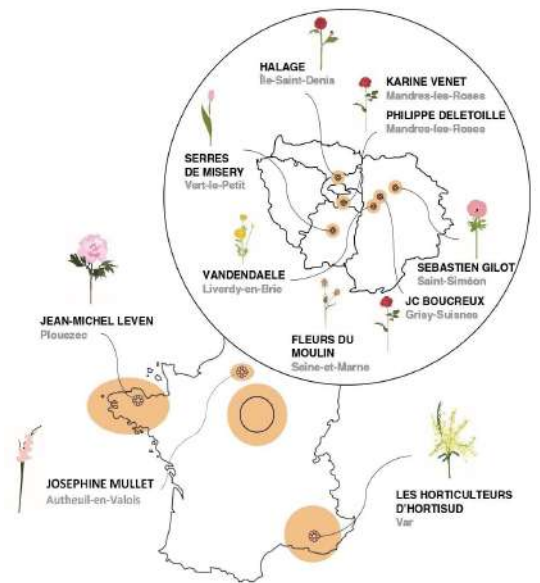 HALAGE
Île-Saint-Denis
KARINE VENET
Mandres-les-Roses
PHILIPPE DELETOILLE
Mandres-les-Roses
SERRES
DE MISERY
Vert-le-Petit
VANDENDAELE
Liverdy-en-Brie
SEBASTIEN GILOT
Saint-Siméon
JC BOUCREUX
Grisy-Suisnes
FLEURS DU
MOULIN
Seine-et-Marne
JEAN-MICHEL LEVEN
Plouezec
JOSEPHINE MULLET
Autheuil-en-Valois
LES HORTICULTEURS
D'HORTISUD
Var